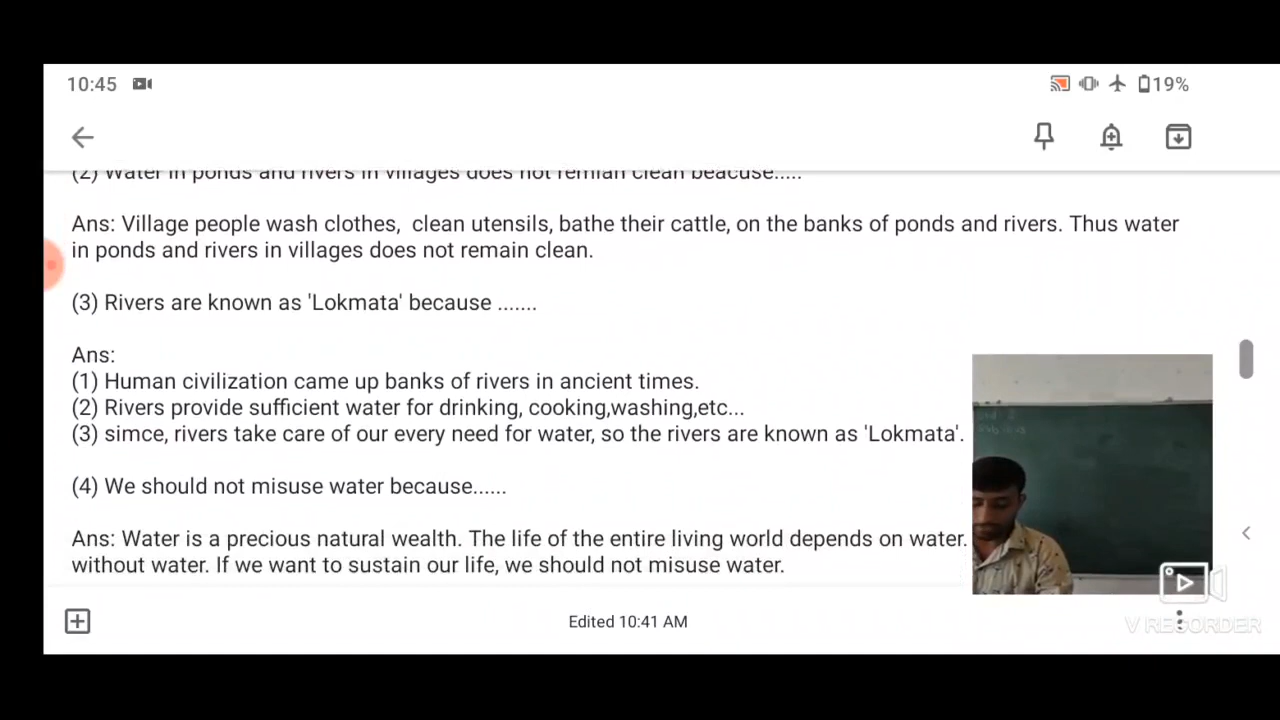 10:45
19%
(2) Water in ponds and rivers in villages does not remian clean beacuse.....
Ans: Village people wash clothes,  clean utensils, bathe their cattle, on the banks of ponds and rivers. Thus water
in ponds and rivers in villages does not remain clean.
(3) Rivers are known as 'Lokmata' because .......
Ans:
(1) Human civilization came up banks of rivers in ancient times.
(2) Rivers provide sufficient water for drinking, cooking,washing,etc...
(3) simce, rivers take care of our every need for water, so the rivers are known as 'Lokmata'.
(4) We should not misuse water because......
Ans: Water is a precious natural wealth. The life of the entire living world depends on water.
without water. If we want to sustain our life, we should not misuse water.
Edited 10:41 AM
V RECORDER